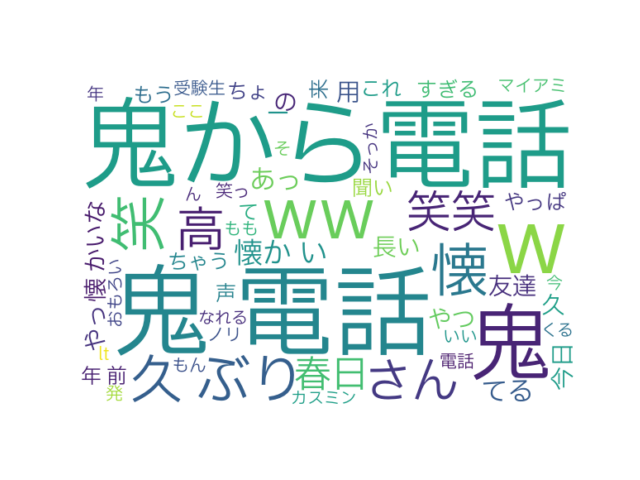 年 もう 受験生 ちょ の 来 用 これ すぎる マイアミ
ここ 一
鬼から電話
そ そっか
ん 笑っ あっ 聞い
笑 高 ww 笑笑 やっぱ w
もも て
やっ懐かいな おもろい ちゃう 懐かい 長い 懐 友達 久 今
鬼電話 鬼
声 なれる ノリ やつ いい くる
lt 年前 発 久ぶり もん 春日 さん 電話 てる 今日
カスミン